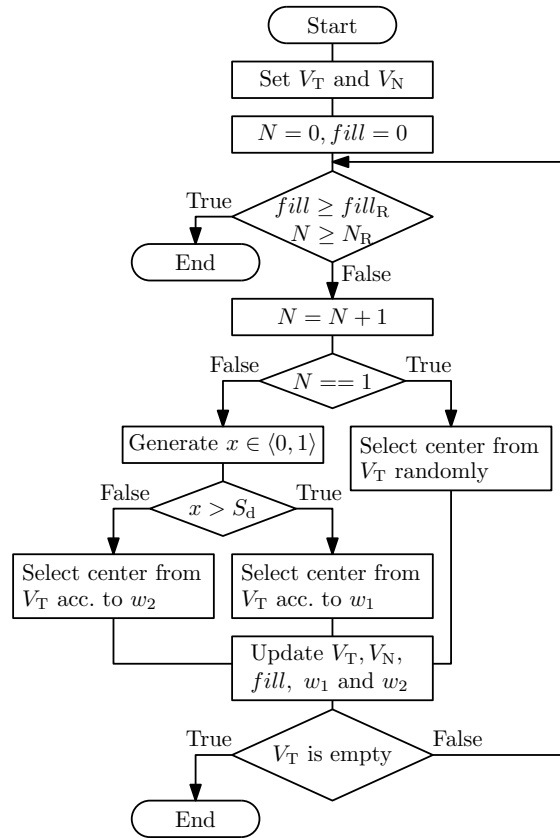 Start
Set V_T and V_N
N = 0, fill = 0
True
fill ≥ fill_R
N ≥ N_R
End
False
N = N + 1
False
True
N == 1
Generate x ∈ ⟨0, 1⟩
Select center from
V_T randomly
False
True
x > S_d
Select center from
V_T acc. to w_2
Select center from
V_T acc. to w_1
Update V_T, V_N,
fill, w_1 and w_2
True
False
V_T is empty
End